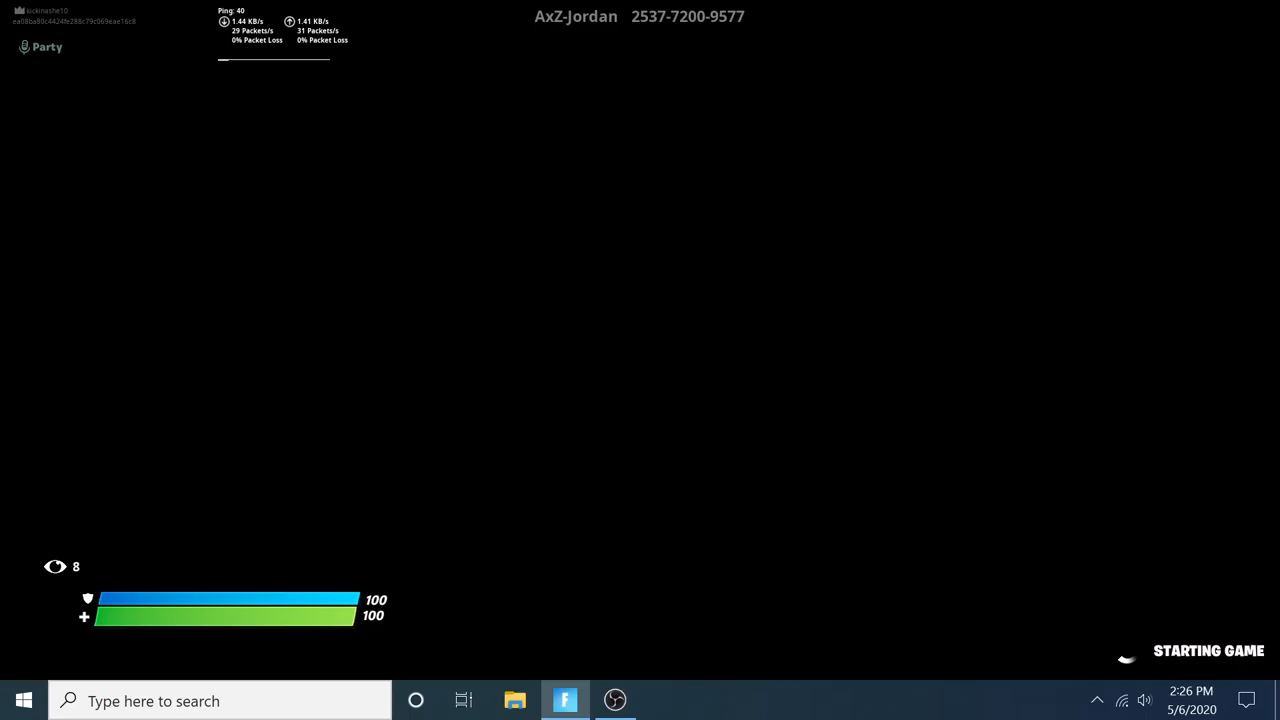 luckinashe10
ea08ba80c4424fe288c79c069eae16c8
Party
Ping: 40
1.44 KB/s 1.41 KB/s
29 Packets/s 31 Packets/s
0% Packet Loss 0% Packet Loss
AxZ-Jordan 2537-7200-9577
8
100
100
STARTING GAME
Type here to search
F
2:26 PM
5/6/2020